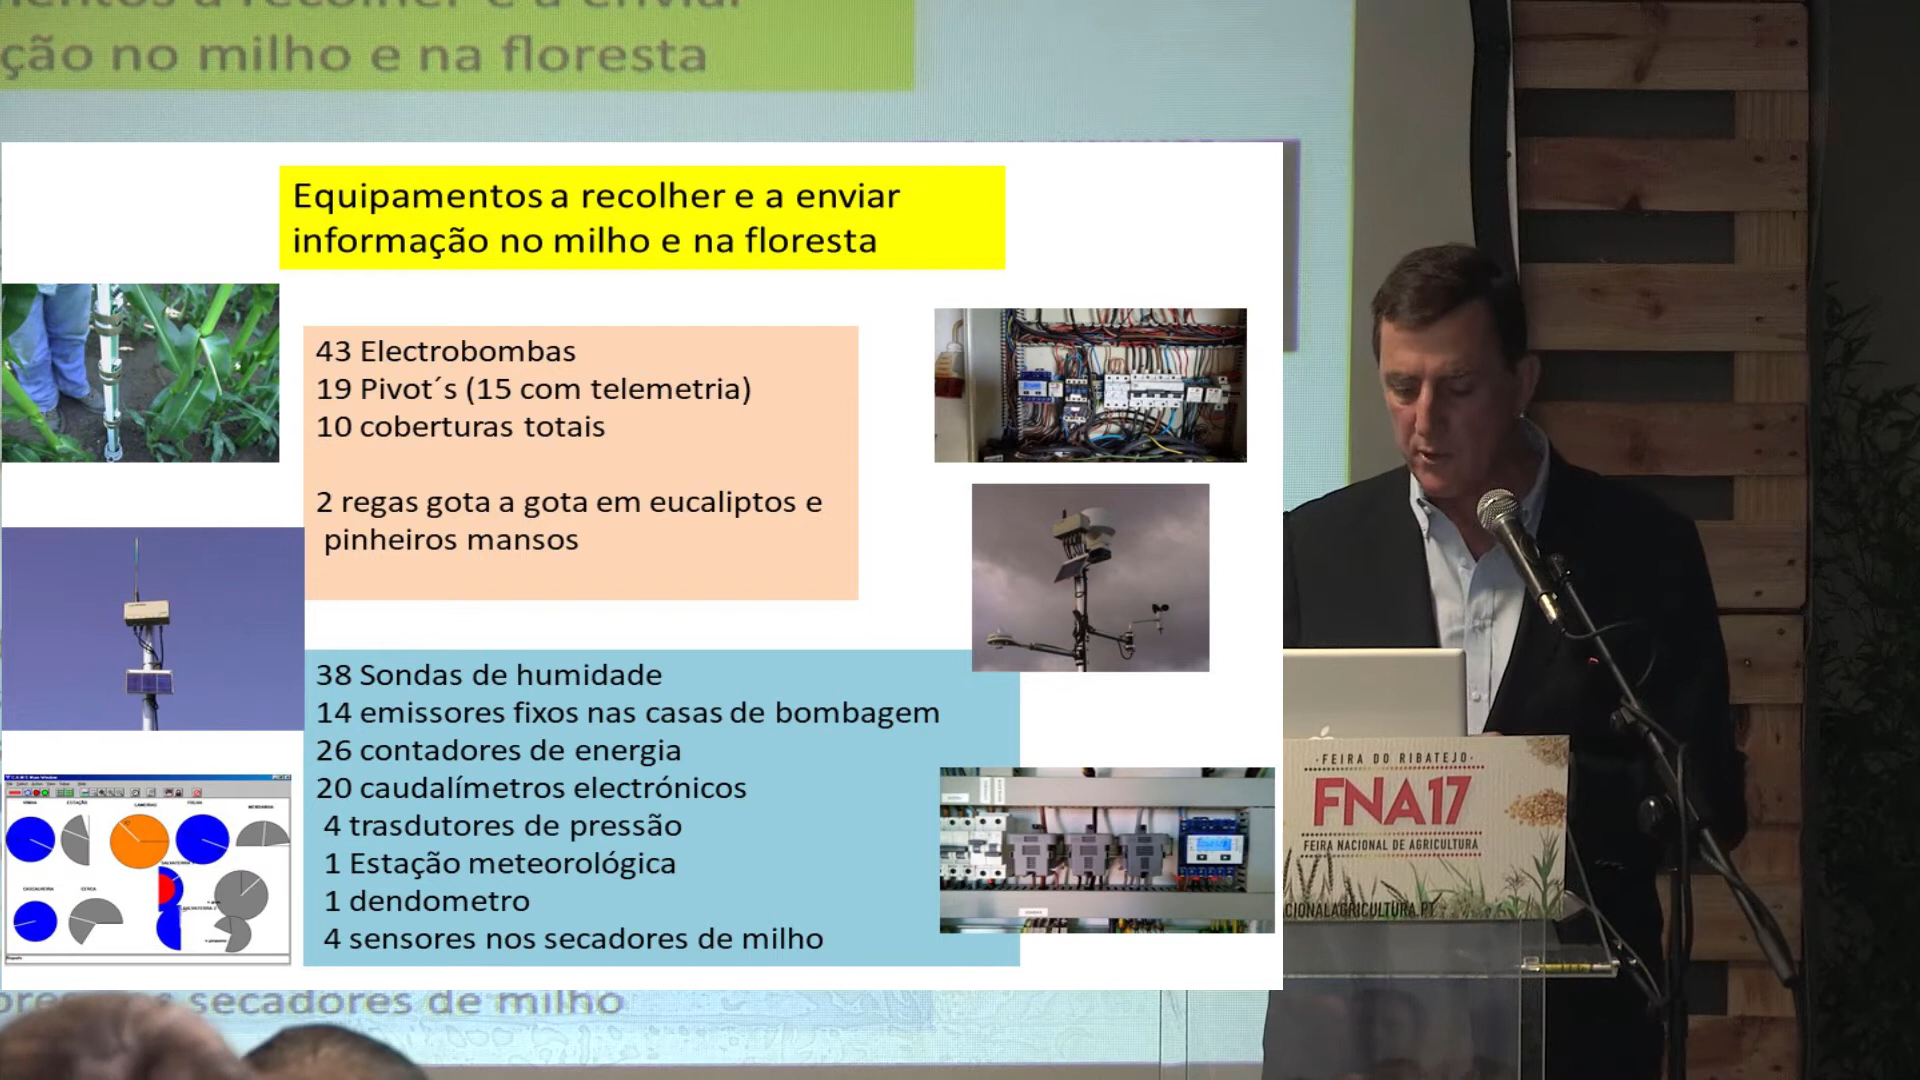 ção no milho e na floresta
Equipamentos a recolher e a enviar
informação no milho e na floresta
43 Electrobombas
19 Pivot´s (15 com telemetria)
10 coberturas totais
2 regas gota a gota em eucaliptos e
pinheiros mansos
38 Sondas de humidade
14 emissores fixos nas casas de bombagem
26 contadores de energia
20 caudalímetros electrónicos
4 trasdutores de pressão
1 Estação meteorológica
1 dendometro
4 sensores nos secadores de milho
secadores de milho
·FEIRA DO RIBATEJO·
FNA17
FEIRA NACIONAL DE AGRICULTURA
CIONALAGRICULTURA.PT